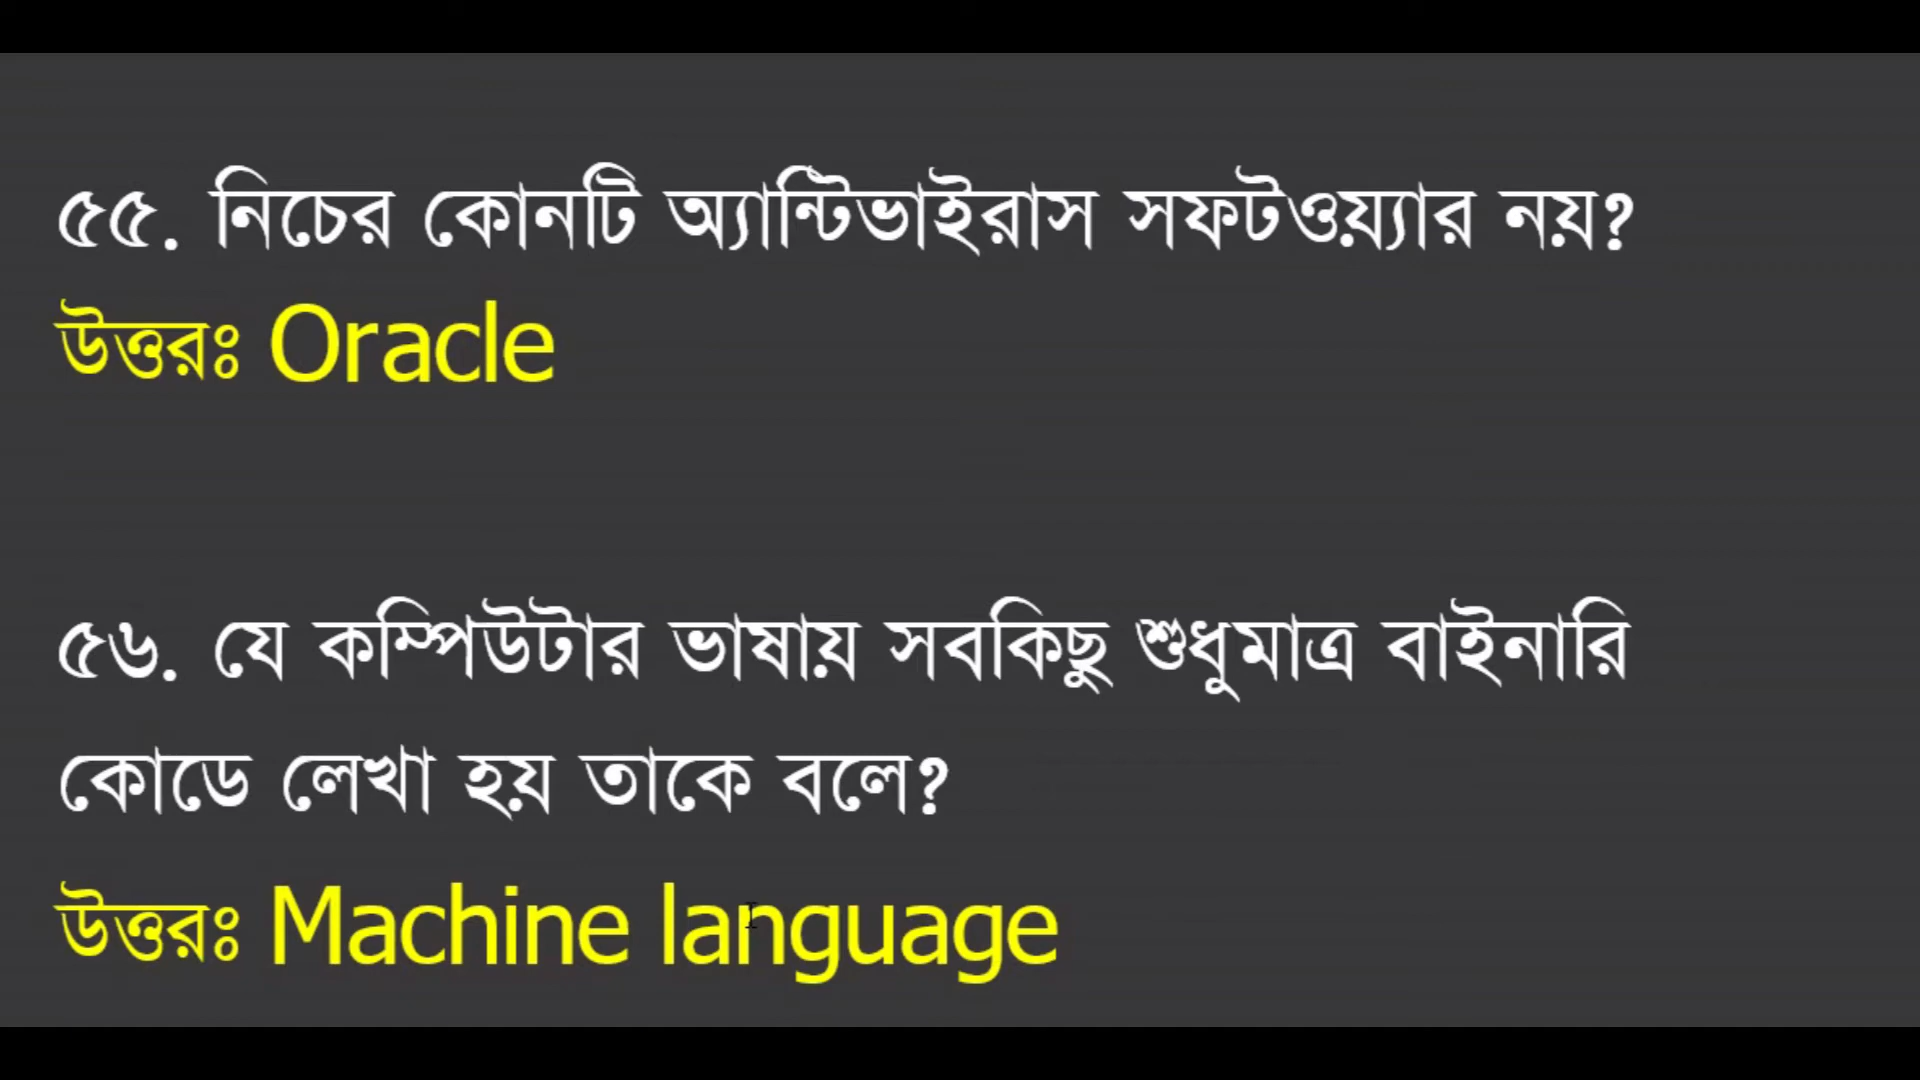 ৫৫. নিচের কোনটি অ্যান্টিভাইরাস সফটওয়্যার নয়?
উত্তরঃ Oracle
৫৬. যে কম্পিউটার ভাষায় সবকিছু শুধুমাত্র বাইনারি
কোডে লেখা হয় তাকে বলে?
উত্তরঃ Machine language